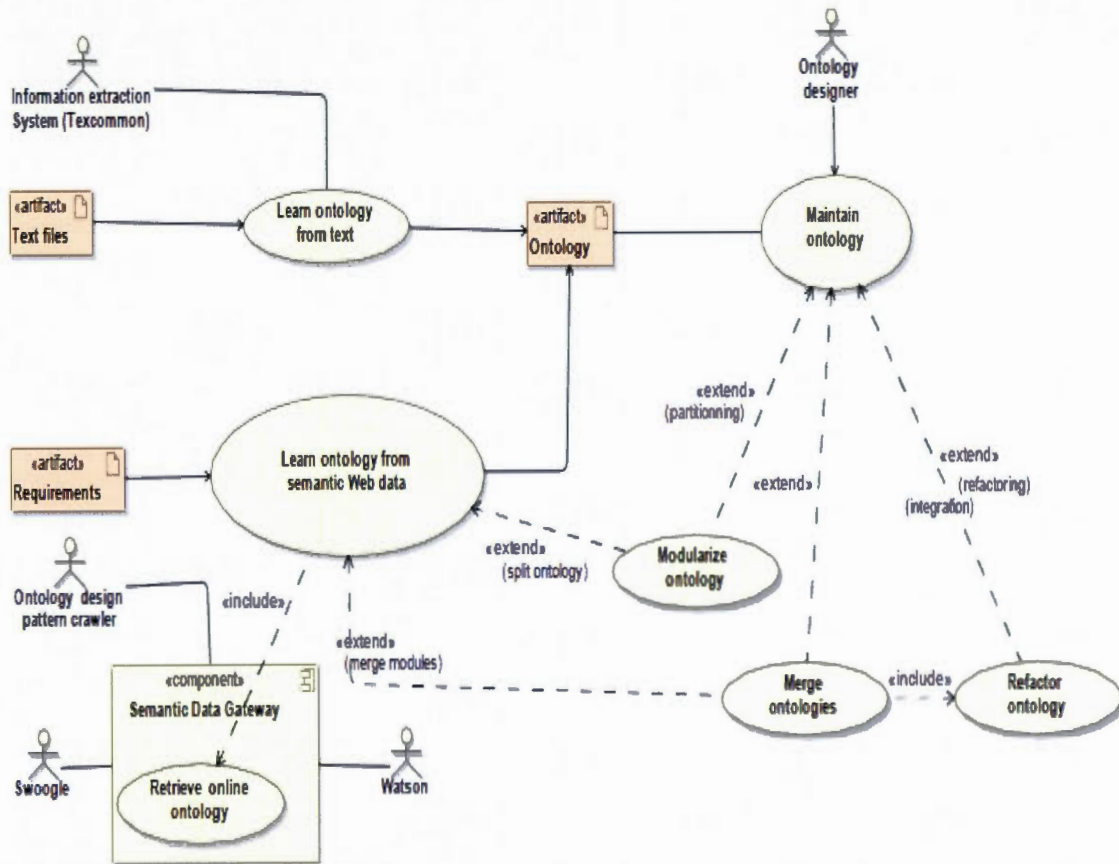 Information extraction
System (Texcommon)
Ontology
designer
«artifact»
Text files
Learn ontology
from text
«artifact»
Ontology
Maintain
ontology
«extend»
(partitionning)
«artifact»
Requirements
Learn ontology from
semantic Web data
«extend»
«extend»
(refactoring)
(integration)
«extend»
(split ontology)
Modularize
ontology
Ontology design
pattern crawler
«include»
«extend»
(merge modules)
Merge
ontologies
«include»
Refactor
ontology
«component»
Semantic Data Gateway
Swoogle
Retrieve online
ontology
Watson